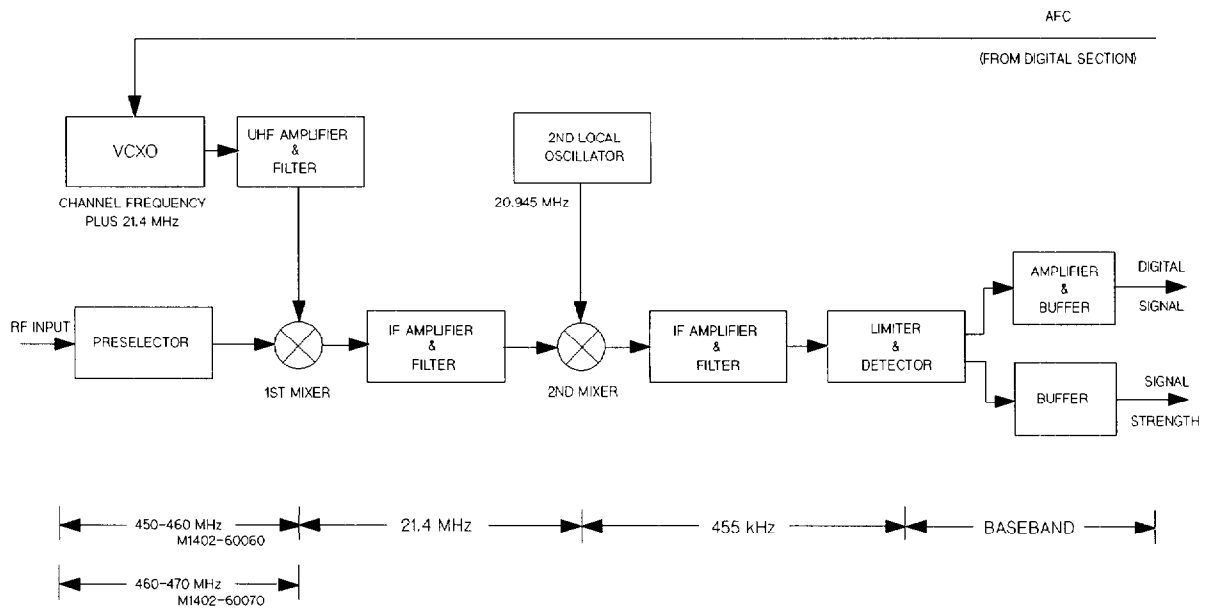 AFC
(FROM DIGITAL SECTION)
VCXO
UHF AMPLIFIER
&
FILTER
2ND LOCAL
OSCILLATOR
CHANNEL FREQUENCY
PLUS 21.4 MHz
20.945 MHz
RF INPUT
PRESELECTOR
1ST MIXER
IF AMPLIFIER
&
FILTER
2ND MIXER
IF AMPLIFIER
&
FILTER
LIMITER
&
DETECTOR
AMPLIFIER
&
BUFFER
DIGITAL
SIGNAL
BUFFER
SIGNAL
STRENGTH
450-460 MHz
M1402-60060
21.4 MHz
455 kHz
BASEBAND
460-470 MHz
M1402-60070